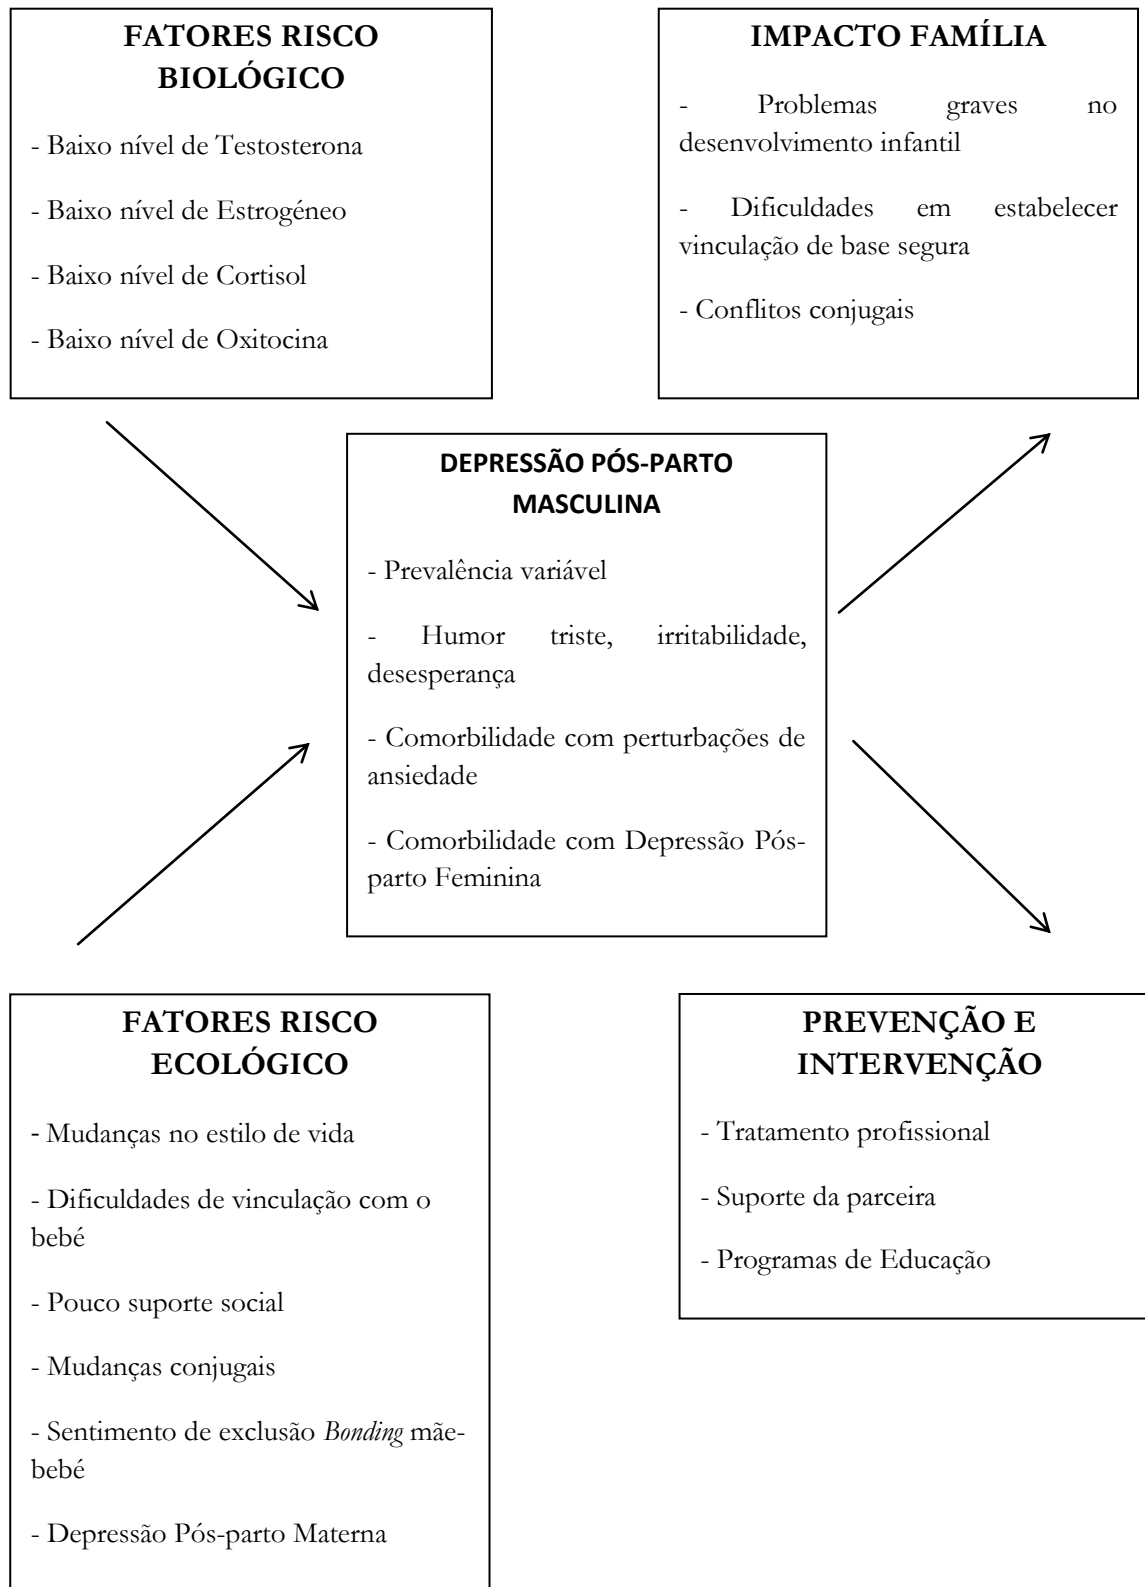 FATORES RISCO
BIOLÓGICO
- Baixo nível de Testosterona
- Baixo nível de Estrogéneo
- Baixo nível de Cortisol
- Baixo nível de Oxitocina
IMPACTO FAMÍLIA
- Problemas graves no
desenvolvimento infantil
- Dificuldades em estabelecer
vinculação de base segura
- Conflitos conjugais
DEPRESSÃO PÓS-PARTO
MASCULINA
- Prevalência variável
- Humor triste, irritabilidade,
desesperança
- Comorbilidade com perturbações de
ansiedade
- Comorbilidade com Depressão Pós-
parto Feminina
FATORES RISCO
ECOLÓGICO
- Mudanças no estilo de vida
- Dificuldades de vinculação com o
bebé
- Pouco suporte social
- Mudanças conjugais
- Sentimento de exclusão Bonding mãe-
bebé
- Depressão Pós-parto Materna
PREVENÇÃO E
INTERVENÇÃO
- Tratamento profissional
- Suporte da parceira
- Programas de Educação